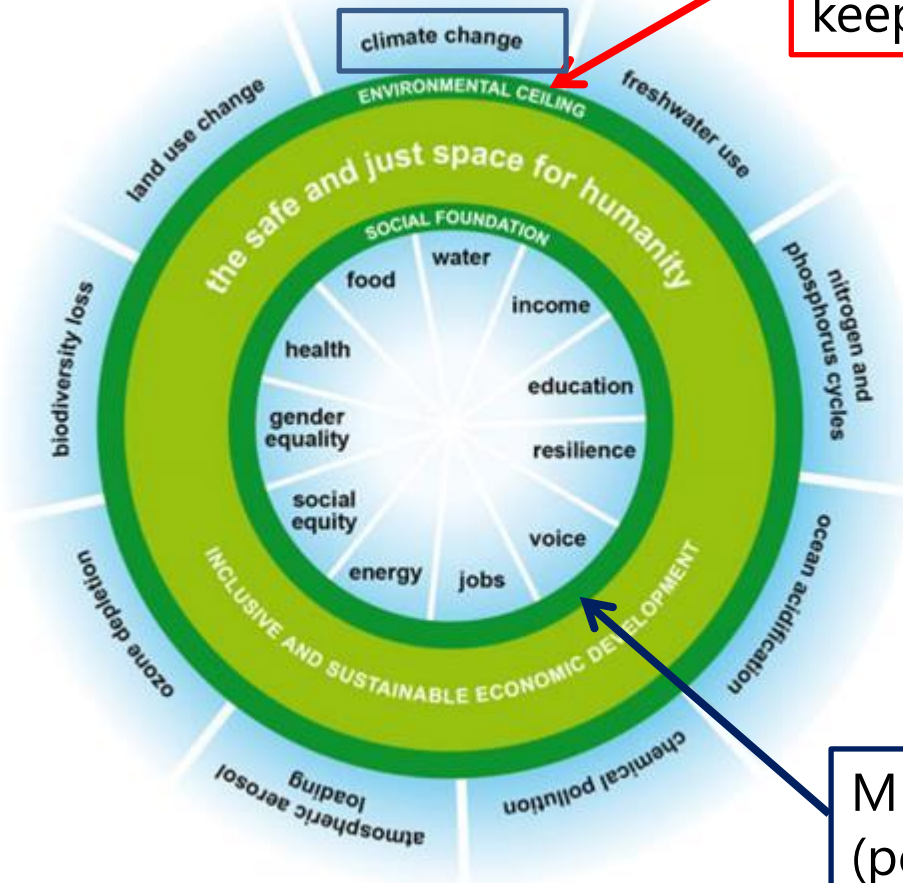 keep
climate change
ENVIRONMENTAL CEILING
freshwater use
land use change
the safe and just space for humanity
SOCIAL FOUNDATION
water
food
income
nitrogen and
phosphorus cycles
health
biodiversity loss
education
gender
equality
resilience
social
equity
voice
ocean acidification
energy
jobs
INCLUSIVE AND SUSTAINABLE ECONOMIC DEVELOPMENT
ozone depletion
chemical pollution
atmospheric aerosol
loading
M
(po